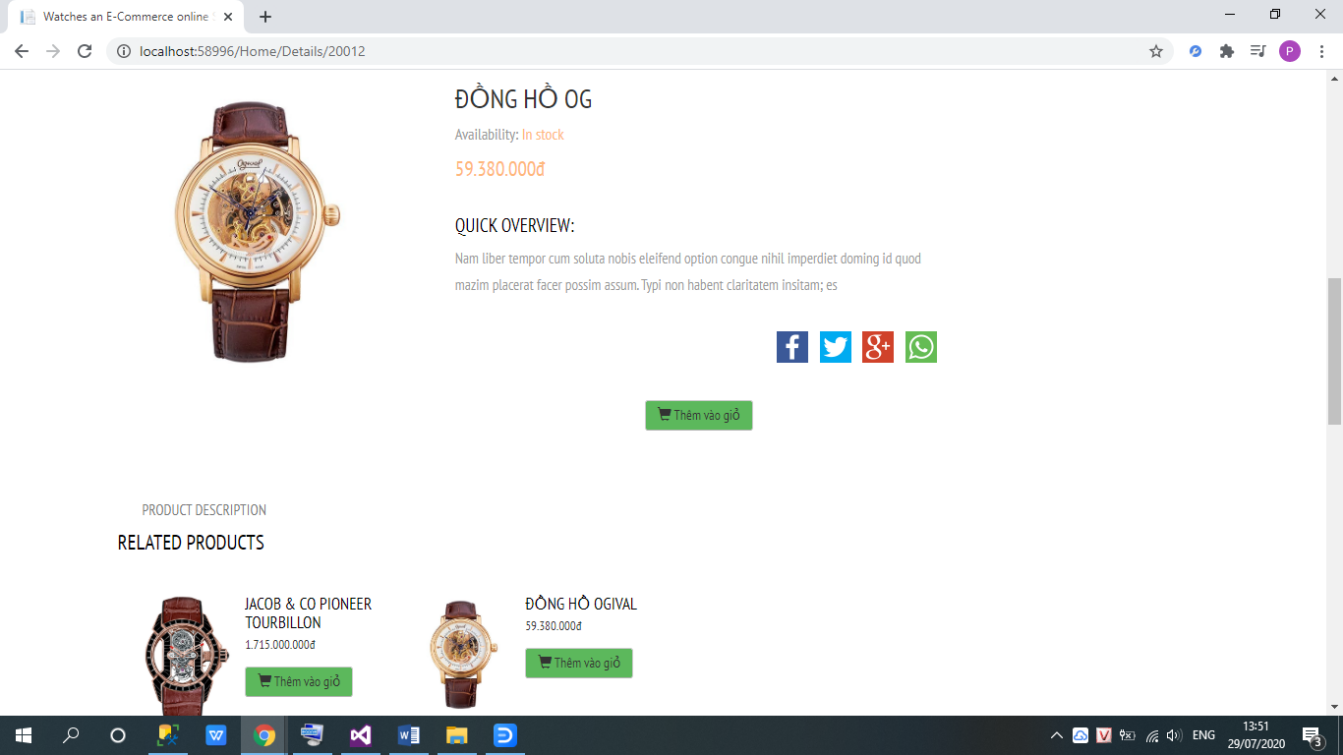 Watches an E-Commerce online S
localhost:58996/Home/Details/20012
P
ĐỒNG HỒ OG
Availability: In stock
59.380.000đ
QUICK OVERVIEW:
Nam liber tempor cum soluta nobis eleifend option congue nihil imperdiet doming id quod
mazim placerat facer possim assum. Typi non habent claritatem insitam; es
Ogival
Thêm vào giỏ
PRODUCT DESCRIPTION
RELATED PRODUCTS
JACOB & CO PIONEER
TOURBILLON
1.715.000.000đ
Thêm vào giỏ
ĐỒNG HỒ OGIVAL
59.380.000đ
Thêm vào giỏ
ENG
13:51
29/07/2020
3